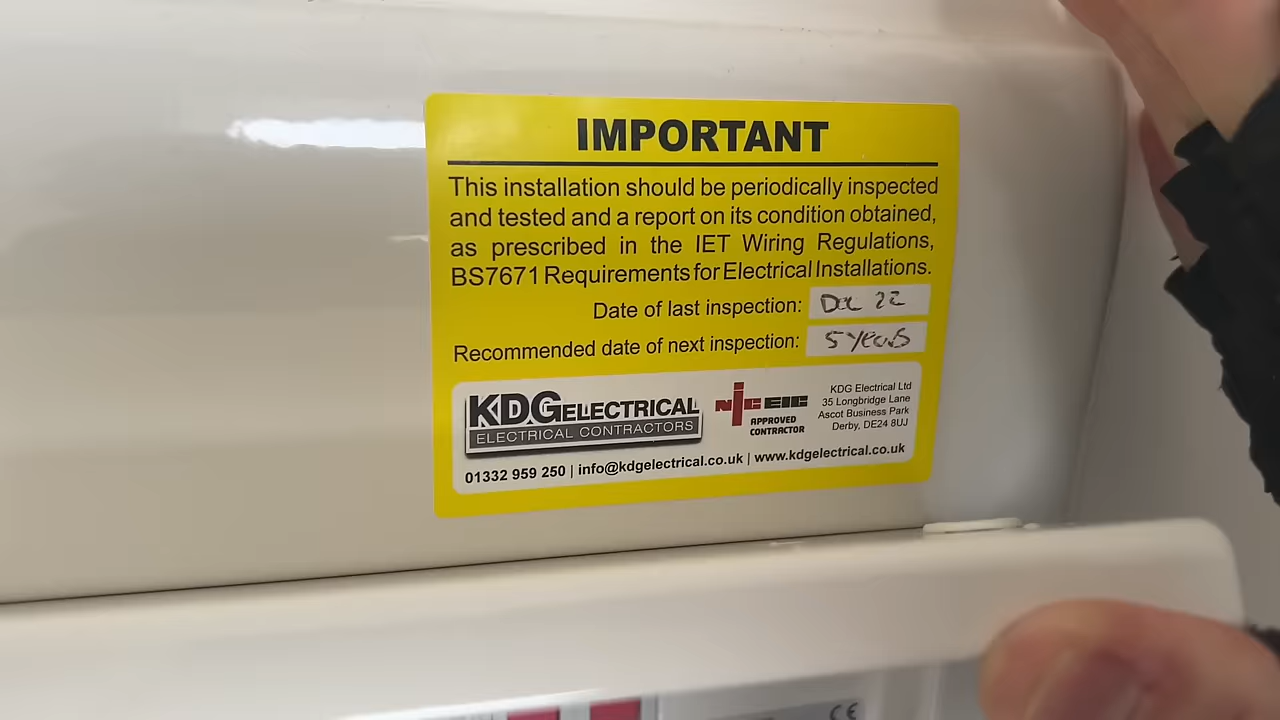 IMPORTANT
This installation should be periodically inspected
and tested and a report on its condition obtained,
as prescribed in the IET Wiring Regulations,
BS7671 Requirements for Electrical Installations.
Date of last inspection: Dec 22
Recommended date of next inspection: 5 years
KDG ELECTRICAL
ELECTRICAL CONTRACTORS
NICEIC
APPROVED
CONTRACTOR
KDG Electrical Ltd
35 Longbridge Lane
Ascot Business Park
Derby, DE24 8UJ
01332 959 250 | info@kdgelectrical.co.uk | www.kdgelectrical.co.uk
CE